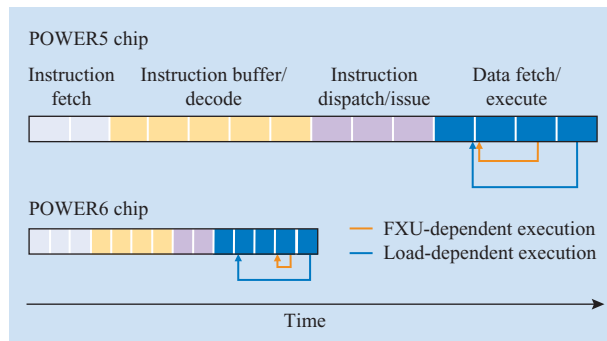 POWER5 chip
Instruction fetch
Instruction buffer/ decode
Instruction dispatch/issue
Data fetch/ execute
POWER6 chip
FXU-dependent execution
Load-dependent execution
Time